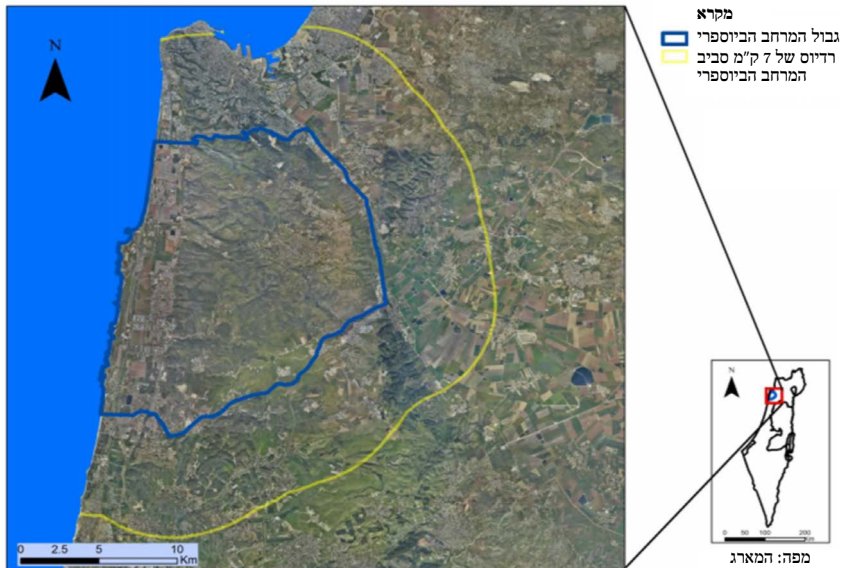 מקרא
גבול המרחב הביוספרי
רדיוס של 7 ק"מ סביב
המרחב הביוספרי
N
N
0 2.5 5 10
Km
0 50 100 200
Km
מפה: המארג